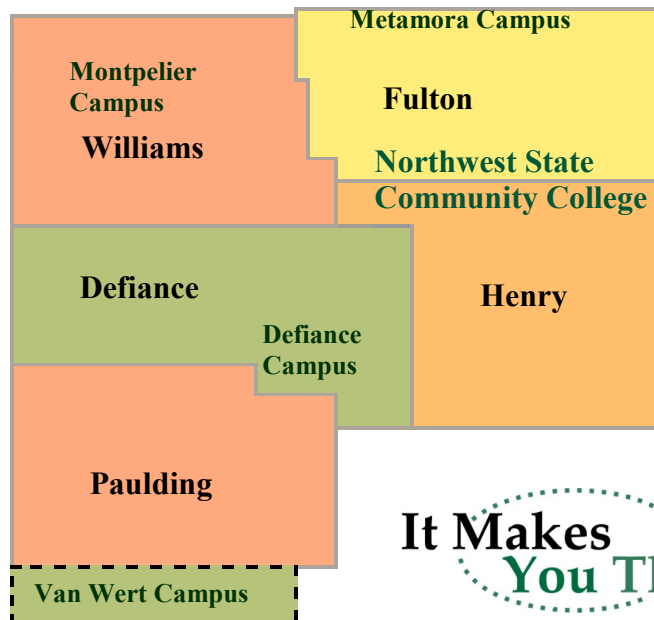 Metamora Campus
Montpelier
Campus
Fulton
Williams
Northwest State
Community College
Defiance
Henry
Defiance
Campus
Paulding
It Makes
You
Van Wert Campus